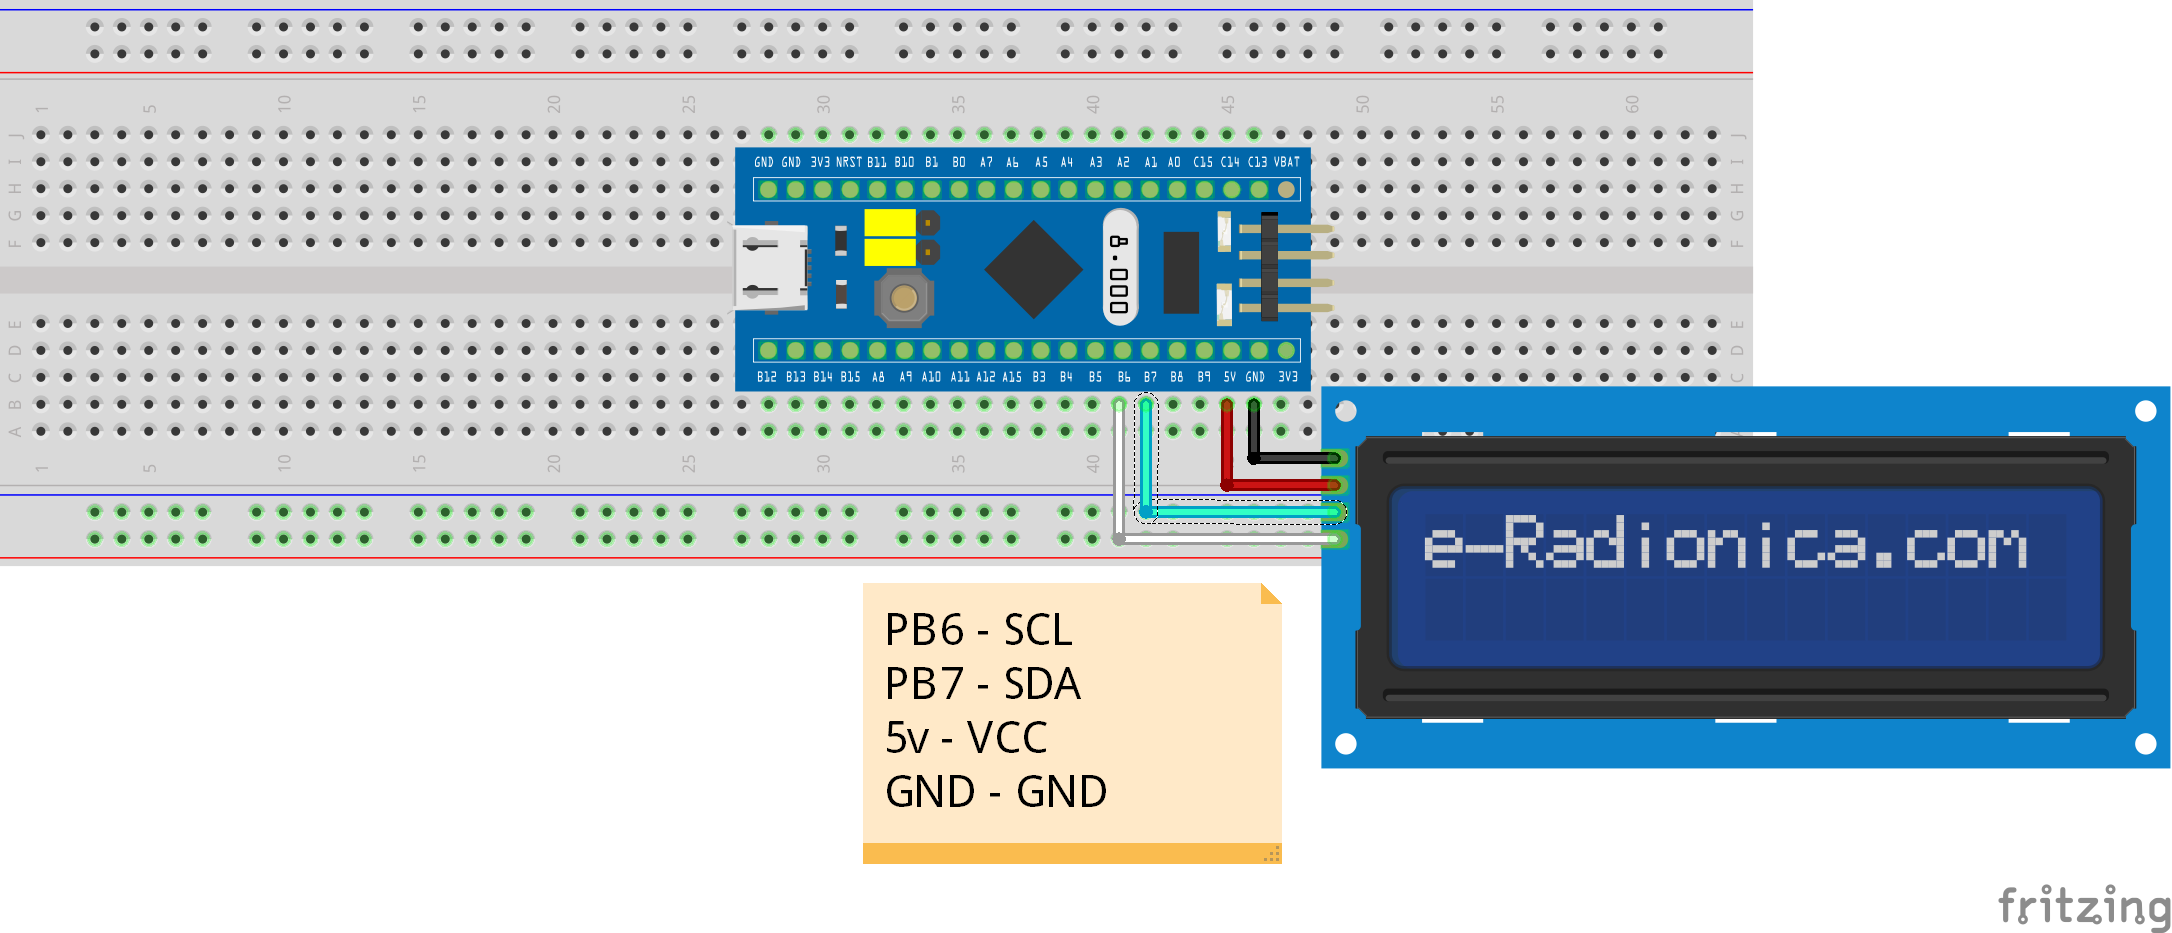 1 5 10 15 20 25 30 35 40 45 50 55 60
J J
I I
H H
G G
F F
GND GND 3V3 NRST B11 B10 B1 B0 A7 A6 A5 A4 A3 A2 A1 A0 C15 C14 C13 VBAT
8.000
E E
D D
C C
B
A
B12 B13 B14 B15 A8 A9 A10 A11 A12 A15 B3 B4 B5 B6 B7 B8 B9 5V GND 3V3
1 5 10 15 20 25 30 35 40
e-Radionica.com
PB6 - SCL
PB7 - SDA
5v - VCC
GND - GND
fritzing